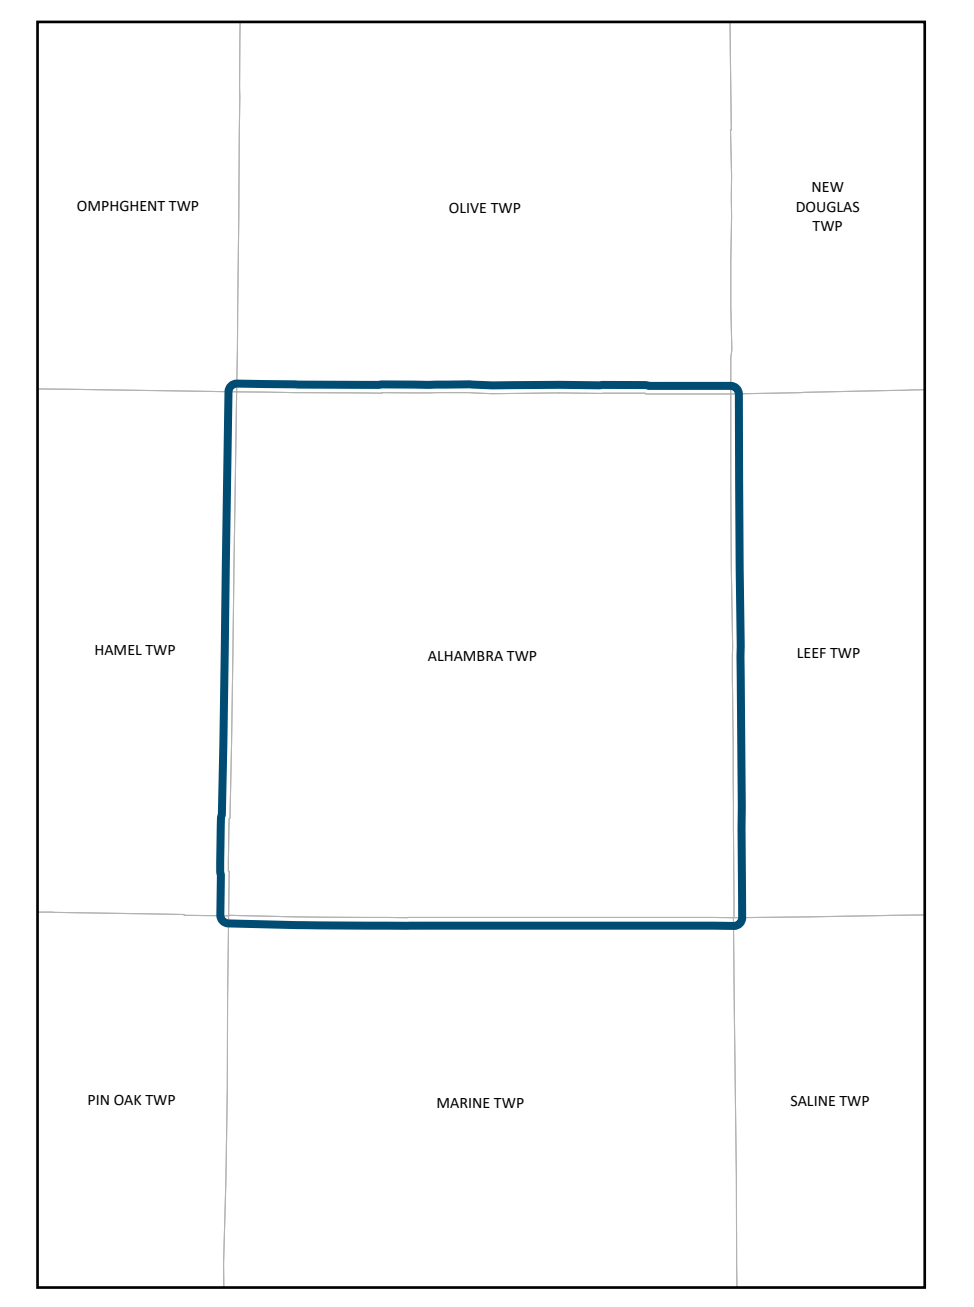 OMPHGHENT TWP
OLIVE TWP
NEW
DOUGLAS
TWP
HAMEL TWP
ALHAMBRA TWP
LEEF TWP
PIN OAK TWP
MARINE TWP
SALINE TWP